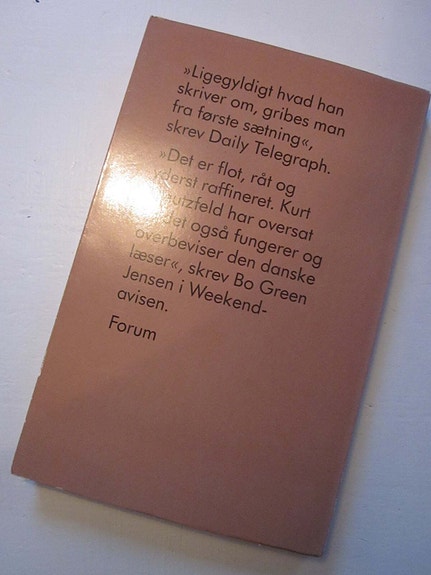 »Ligegyldigt hvad han
skriver om, gribes man
fra første sætning«,
skrev Daily Telegraph.
»Det er flot, råt og
yderst raffineret. Kurt
har oversat
det også fungerer og
overbeviser den danske
læser«, skrev Bo Green
Jensen i Weekend-
avisen.
Forum